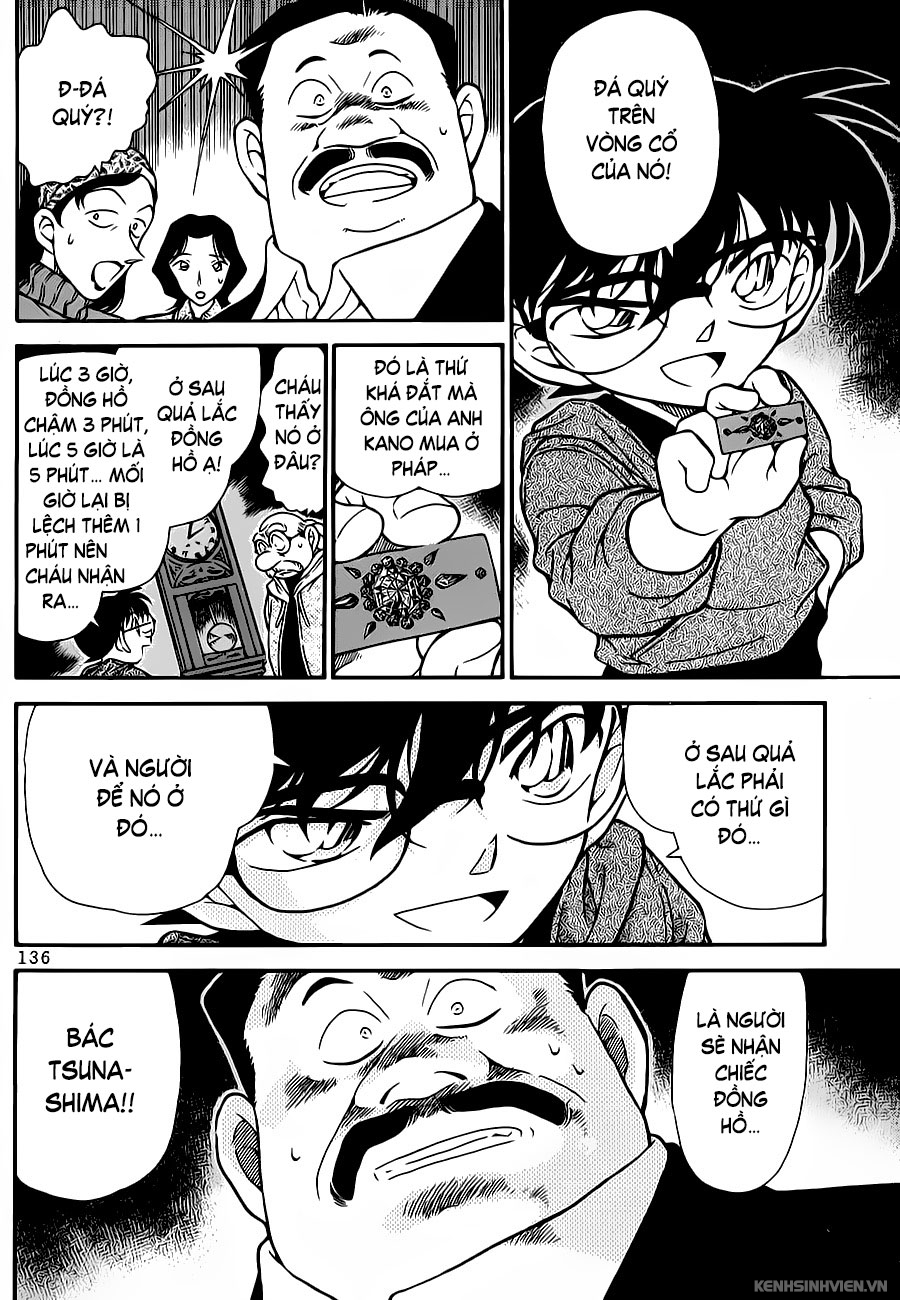 ĐÁ QUÝ
TRÊN
VÒNG CỔ
CỦA NÓ!
Đ-ĐÁ
QUÝ?!
ĐÓ LÀ THỨ
KHÁ ĐẮT MÀ
ÔNG CỦA ANH
KANO MUA Ở
PHÁP...
CHÁU
THẤY
NÓ Ở
ĐÂU?
Ở SAU
QUẢ LẮC
ĐỒNG
HỒ Ạ!
LÚC 3 GIỜ,
ĐỒNG HỒ
CHẬM 3 PHÚT,
LÚC 5 GIỜ LÀ
5 PHÚT... MỖI
GIỜ LẠI BỊ
LỆCH THÊM 1
PHÚT NÊN
CHÁU NHẬN
RA...
Ở SAU QUẢ
LẮC PHẢI
CÓ THỨ GÌ
ĐÓ...
VÀ NGƯỜI
ĐỂ NÓ Ở
ĐÓ...
136
LÀ NGƯỜI
SẼ NHẬN
CHIẾC
ĐỒNG
HỒ...
BÁC
TSUNA-
SHIMA!!
KENHSINHVIEN.VN